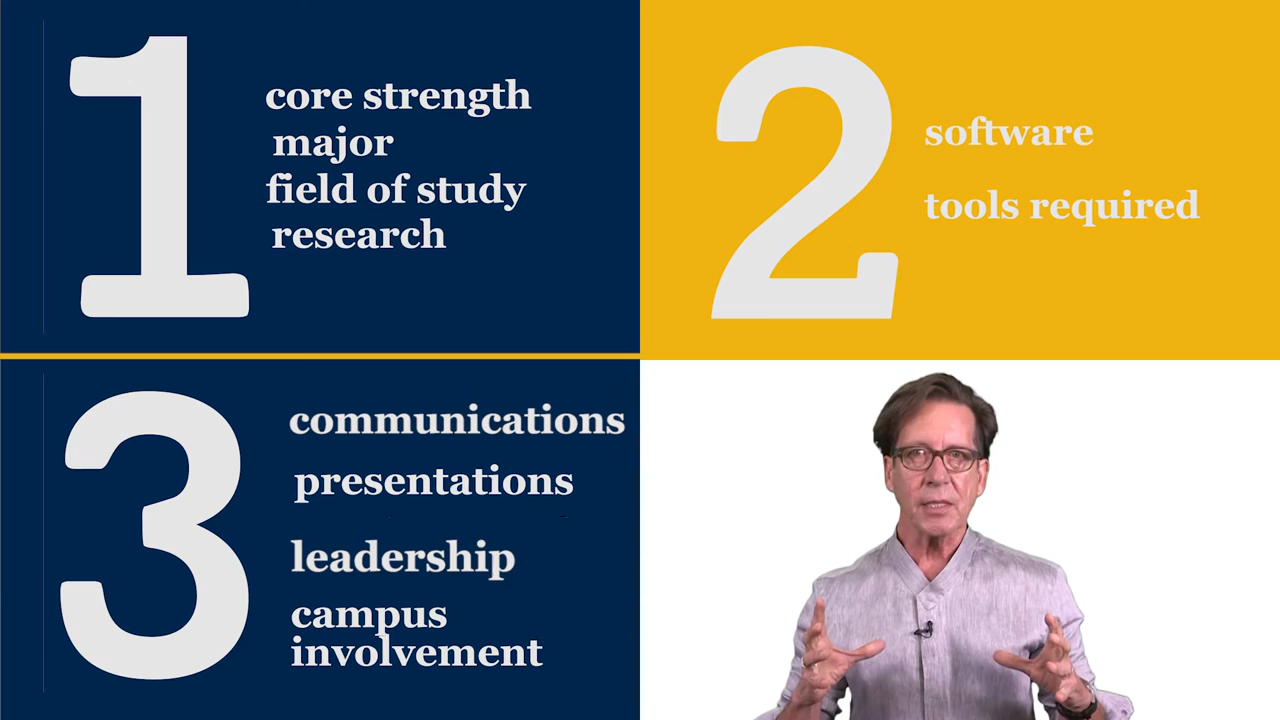 1
core strength
major
field of study
research
2
software
tools required
3
communications
presentations
leadership
campus
involvement